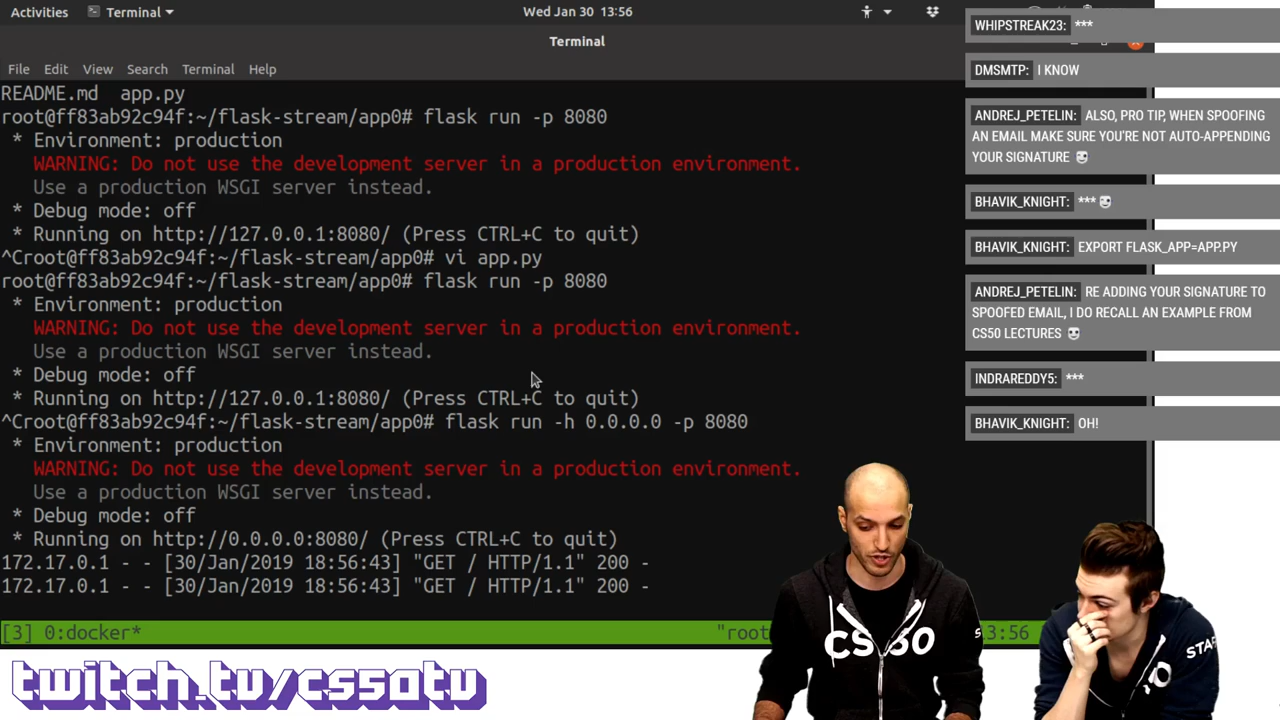 Activities
Terminal
Wed Jan 30 13:56
Terminal
File Edit View Search Terminal Help
README.md app.py
root@ff83ab92c94f:~/flask-stream/app0# flask run -p 8080
* Environment: production
WARNING: Do not use the development server in a production environment.
Use a production WSGI server instead.
* Debug mode: off
* Running on http://127.0.0.1:8080/ (Press CTRL+C to quit)
^Croot@ff83ab92c94f:~/flask-stream/app0# vi app.py
root@ff83ab92c94f:~/flask-stream/app0# flask run -p 8080
* Environment: production
WARNING: Do not use the development server in a production environment.
Use a production WSGI server instead.
* Debug mode: off
* Running on http://127.0.0.1:8080/ (Press CTRL+C to quit)
^Croot@ff83ab92c94f:~/flask-stream/app0# flask run -h 0.0.0.0 -p 8080
* Environment: production
WARNING: Do not use the development server in a production environment.
Use a production WSGI server instead.
* Debug mode: off
* Running on http://0.0.0.0:8080/ (Press CTRL+C to quit)
172.17.0.1 - - [30/Jan/2019 18:56:43] "GET / HTTP/1.1" 200 -
172.17.0.1 - - [30/Jan/2019 18:56:43] "GET / HTTP/1.1" 200 -
[3] 0:docker* "root 13:56
WHIPSTREAK23: ***
DMSMTP: I KNOW
ANDREJ_PETELIN: ALSO, PRO TIP, WHEN SPOOFING
AN EMAIL MAKE SURE YOU'RE NOT AUTO-APPENDING
YOUR SIGNATURE
BHAVIK_KNIGHT: ***
BHAVIK_KNIGHT: EXPORT FLASK_APP=APP.PY
ANDREJ_PETELIN: RE ADDING YOUR SIGNATURE TO
SPOOFED EMAIL, I DO RECALL AN EXAMPLE FROM
CS50 LECTURES
INDRAREDDY5: ***
BHAVIK_KNIGHT: OH!
CS50
STAF
twitch.tv/cs50tv